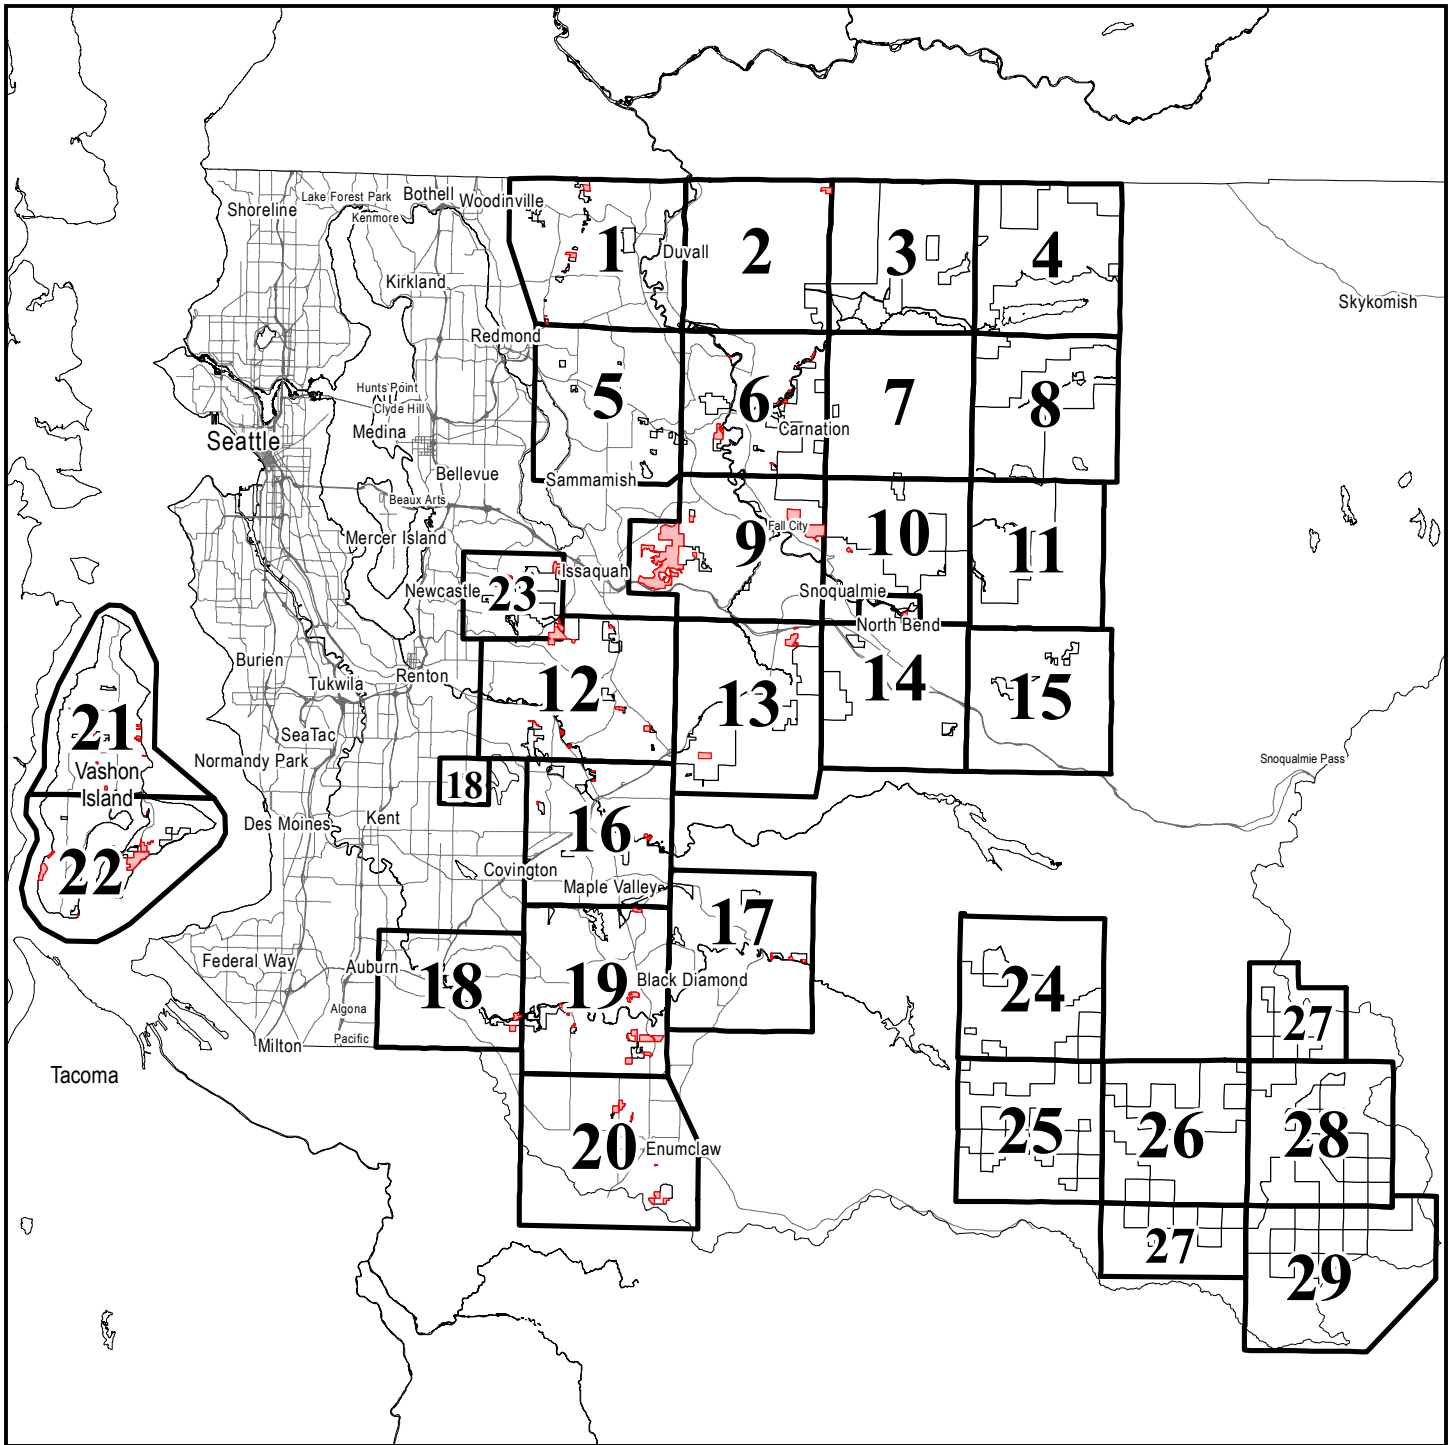 Lake Forest Park
Bothell
Woodinville
Shoreline
Kenmore
1
Duvall
2
3
4
Kirkland
Skykomish
Redmond
Hunts Point
Clyde Hill
Medina
5
6
7
8
Carnation
Seattle
Bellevue
Sammamish
Beaux Arts
Mercer Island
Fall City
9
10
11
Issaquah
Newcastle
23
Snoqualmie
North Bend
Burien
Tukwila
Renton
12
13
14
15
21
SeaTac
Normandy Park
Snoqualmie Pass
Vashon
Island
18
Des Moines
Kent
16
22
Covington
Maple Valley
17
Federal Way
Auburn
18
19
Black Diamond
24
Algona
27
Pacific
Milton
Tacoma
20
Enumclaw
25
26
28
27
29